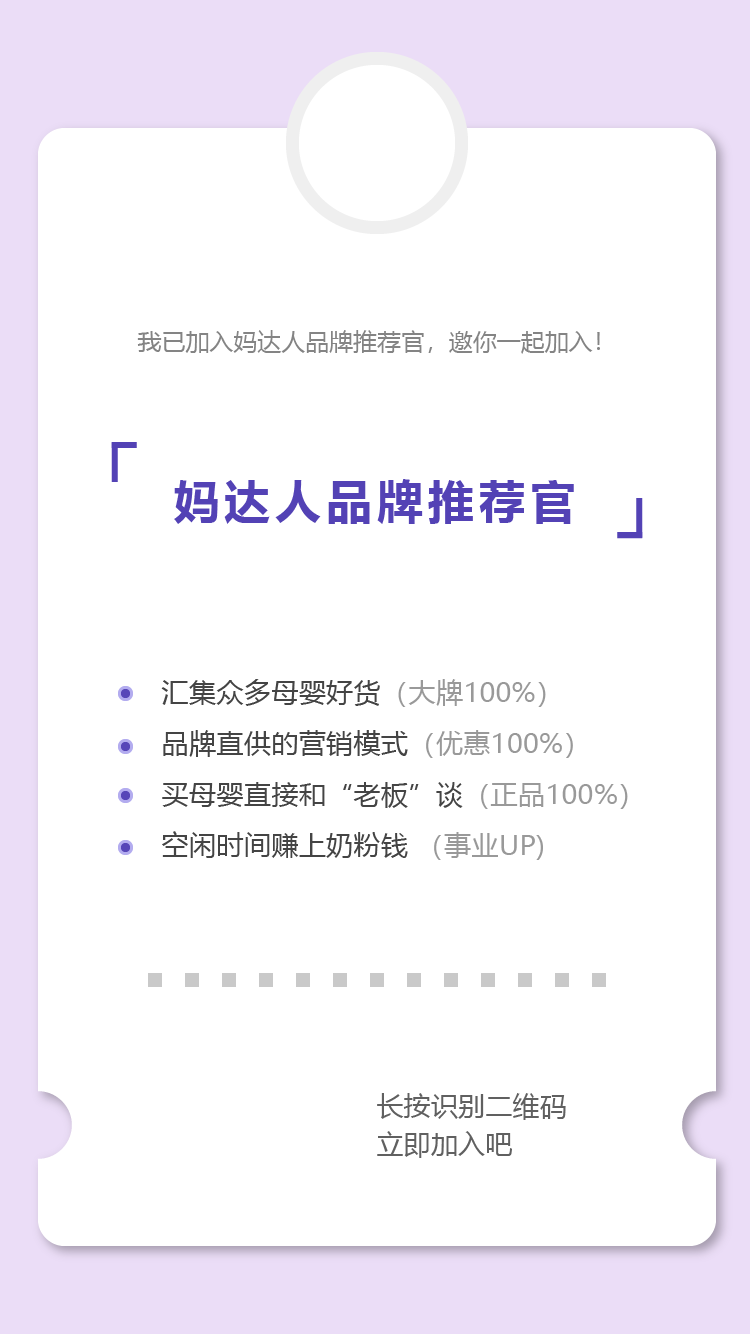 我已加入妈达人品牌推荐官，邀你一起加入！
「妈达人品牌推荐官」
汇集众多母婴好货（大牌100%）
品牌直供的营销模式（优惠100%）
买母婴直接和“老板”谈（正品100%）
空闲时间赚上奶粉钱（事业UP）
长按识别二维码
立即加入吧